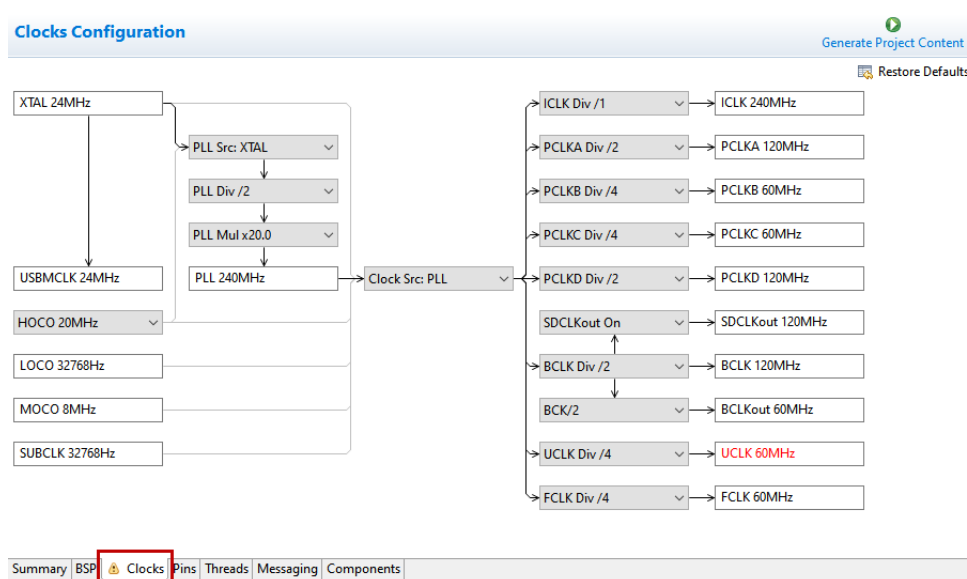 Clocks Configuration
Generate Project Content
Restore Defaults
XTAL 24MHz
ICLK Div /1
ICLK 240MHz
PLL Src: XTAL
PCLKA Div /2
PCLKA 120MHz
PLL Div /2
PCLKB Div /4
PCLKB 60MHz
PLL Mul x20.0
PCLKC Div /4
PCLKC 60MHz
USBMCLK 24MHz
PLL 240MHz
Clock Src: PLL
PCLKD Div /2
PCLKD 120MHz
HOCO 20MHz
SDCLKout On
SDCLKout 120MHz
LOCO 32768Hz
BCLK Div /2
BCLK 120MHz
MOCO 8MHz
BCK/2
BCLKout 60MHz
SUBCLK 32768Hz
UCLK Div /4
UCLK 60MHz
FCLK Div /4
FCLK 60MHz
Summary BSP Clocks Pins Threads Messaging Components